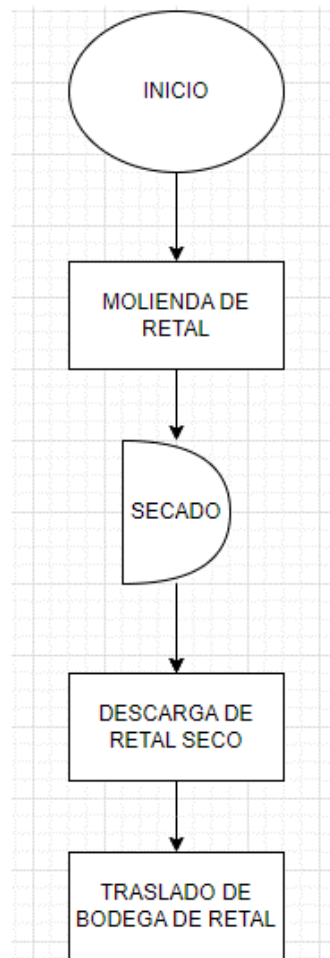 INICIO
MOLIENDA DE
RETAL
SECADO
DESCARGA DE
RETAL SECO
TRASLADO DE
BODEGA DE RETAL